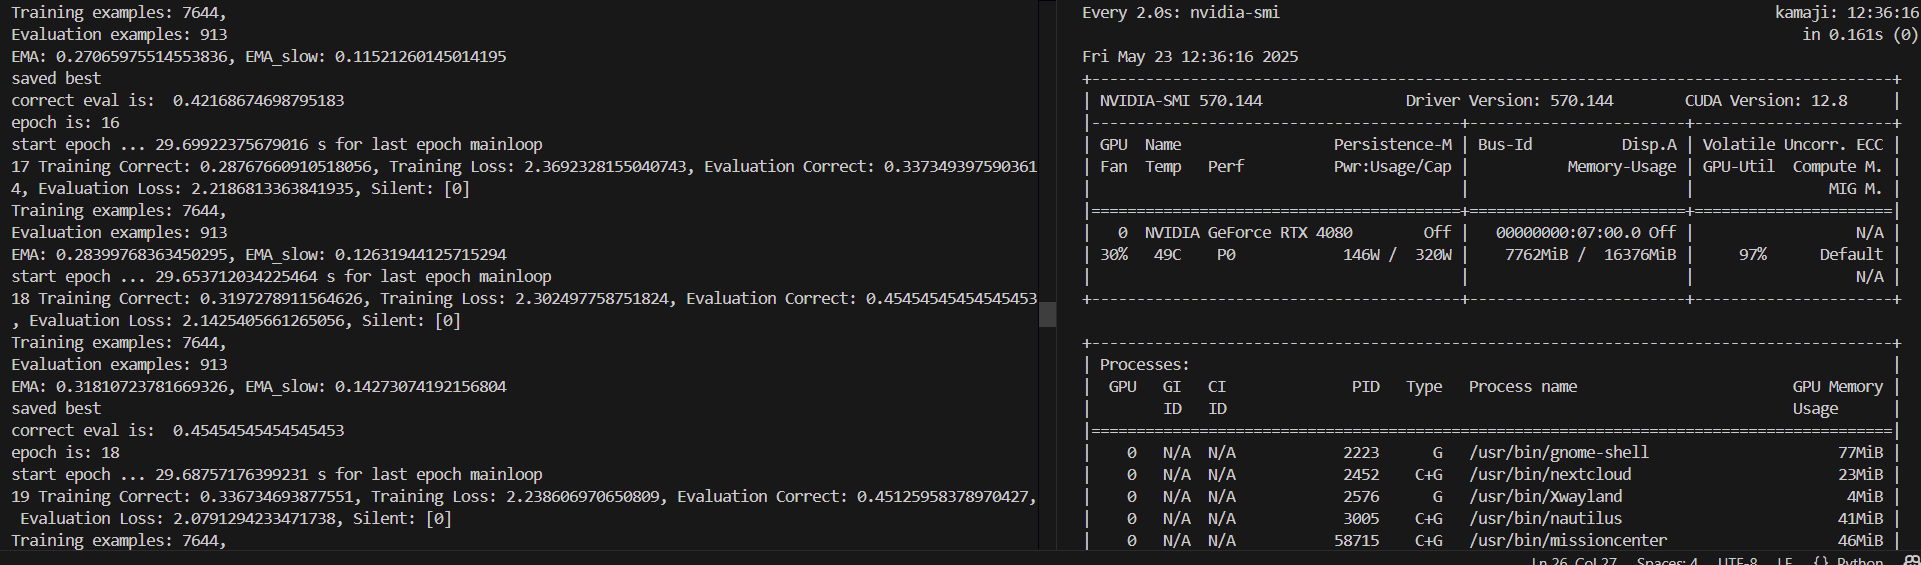 Training examples: 7644,
Evaluation examples: 913
EMA: 0.27065975514553836, EMA_slow: 0.11521260145014195
saved best
correct eval is:  0.42168674698795183
epoch is: 16
start epoch ... 29.69922375679016 s for last epoch mainloop
17 Training Correct: 0.28767660910518056, Training Loss: 2.3692328155040743, Evaluation Correct: 0.337349397590361
4, Evaluation Loss: 2.2186813363841935, Silent: [0]
Training examples: 7644,
Evaluation examples: 913
EMA: 0.28399768363450295, EMA_slow: 0.12631944125715294
start epoch ... 29.653712034225464 s for last epoch mainloop
18 Training Correct: 0.3197278911564626, Training Loss: 2.302497758751824, Evaluation Correct: 0.45454545454545453
, Evaluation Loss: 2.1425405661265056, Silent: [0]
Training examples: 7644,
Evaluation examples: 913
EMA: 0.31810723781669326, EMA_slow: 0.14273074192156804
saved best
correct eval is:  0.45454545454545453
epoch is: 18
start epoch ... 29.68757176399231 s for last epoch mainloop
19 Training Correct: 0.336734693877551, Training Loss: 2.238606970650809, Evaluation Correct: 0.45125958378970427,
Evaluation Loss: 2.0791294233471738, Silent: [0]
Training examples: 7644,
Every 2.0s: nvidia-smi kamaji: 12:36:16
in 0.161s (0)
Fri May 23 12:36:16 2025
+-----------------------------------------------------------------------------------------+
| NVIDIA-SMI 570.144                Driver Version: 570.144        CUDA Version: 12.8     |
|-----------------------------------------+------------------------+----------------------+
| GPU  Name                 Persistence-M | Bus-Id          Disp.A | Volatile Uncorr. ECC |
| Fan  Temp   Perf          Pwr:Usage/Cap |           Memory-Usage | GPU-Util  Compute M. |
|                                         |                        |               MIG M. |
|=========================================+========================+======================|
|   0  NVIDIA GeForce RTX 4080        Off |   00000000:07:00.0 Off |                  N/A |
| 30%   49C    P0            146W /  320W |    7762MiB /  16376MiB |     97%      Default |
|                                         |                        |                  N/A |
+-----------------------------------------+------------------------+----------------------+
+-----------------------------------------------------------------------------------------+
| Processes:                                                                              |
|  GPU   GI   CI              PID   Type   Process name                        GPU Memory |
|        ID   ID                                                               Usage      |
|=========================================================================================|
|    0   N/A  N/A            2223      G   /usr/bin/gnome-shell                     77MiB |
|    0   N/A  N/A            2452    C+G   /usr/bin/nextcloud                       23MiB |
|    0   N/A  N/A            2576      G   /usr/bin/Xwayland                         4MiB |
|    0   N/A  N/A            3005    C+G   /usr/bin/nautilus                        41MiB |
|    0   N/A  N/A           58715    C+G   /usr/bin/missioncenter                   46MiB |
Ln 26, Col 27 Spaces: 4 UTF-8 LF {} Python